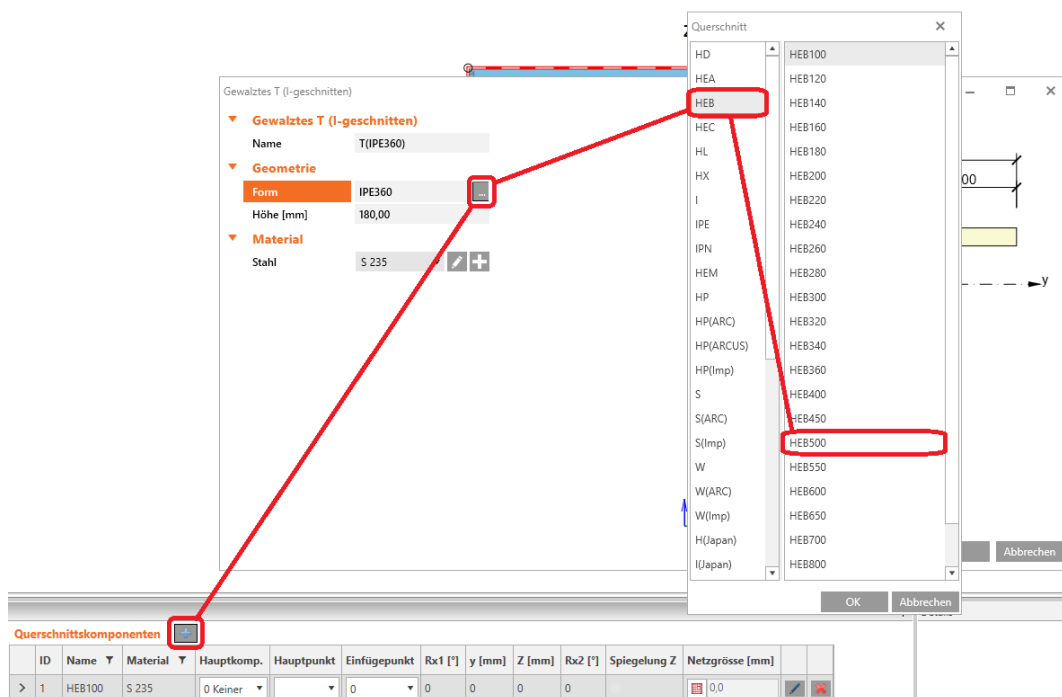 Querschnitt
HD
HEA
HEB
HEC
HL
HX
I
IPE
IPN
HEM
HP
HP(ARC)
HP(ARCUS)
HP(Imp)
S
S(ARC)
S(Imp)
W
W(ARC)
W(Imp)
H(Japan)
I(Japan)
HEB100
HEB120
HEB140
HEB160
HEB180
HEB200
HEB220
HEB240
HEB260
HEB280
HEB300
HEB320
HEB340
HEB360
HEB400
HEB450
HEB500
HEB550
HEB600
HEB650
HEB700
HEB800
OK Abbrechen
Gewalztes T (I-geschnitten)
Gewalztes T (I-geschnitten)
Name T(IPE360)
Geometrie
Form IPE360 ...
Höhe [mm] 180,00
Material
Stahl S 235
00
y
Abbrechen
Querschnittskomponenten
ID Name Material Hauptkomp. Hauptpunkt Einfügepunkt Rx1 [°] y [mm] Z [mm] Rx2 [°] Spiegelung Z Netzgrösse [mm]
1 HEB100 S 235 0 Keiner 0 0 0 0 0 0,0